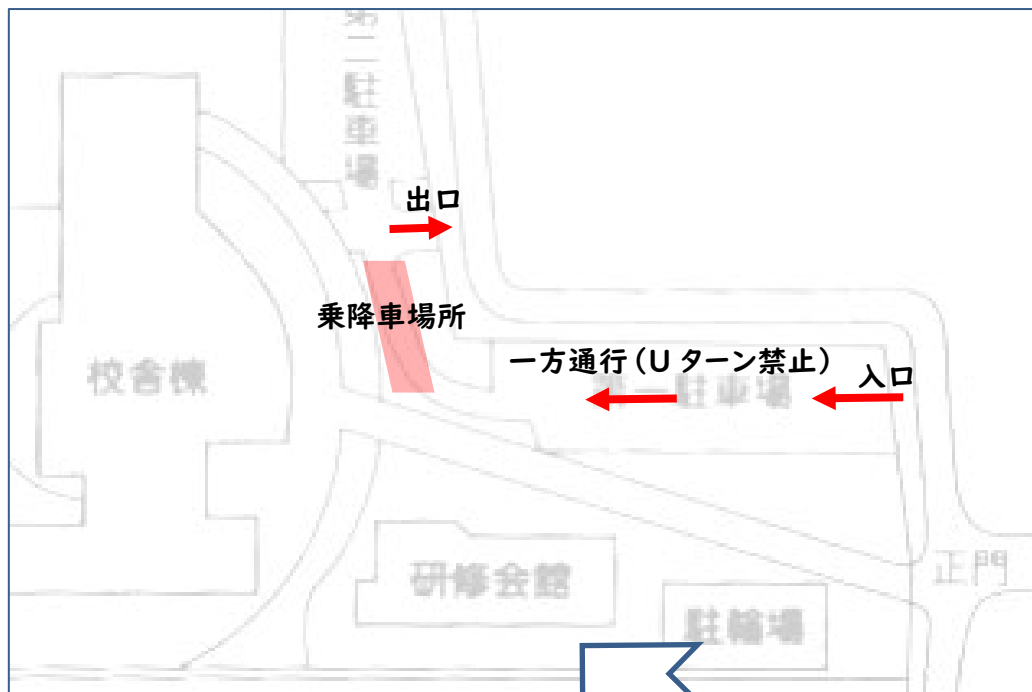 第二駐車場
出口
乗降車場所
一方通行(Uターン禁止)
入口
校舎棟
第一駐車場
正門
研修会館
駐輪場